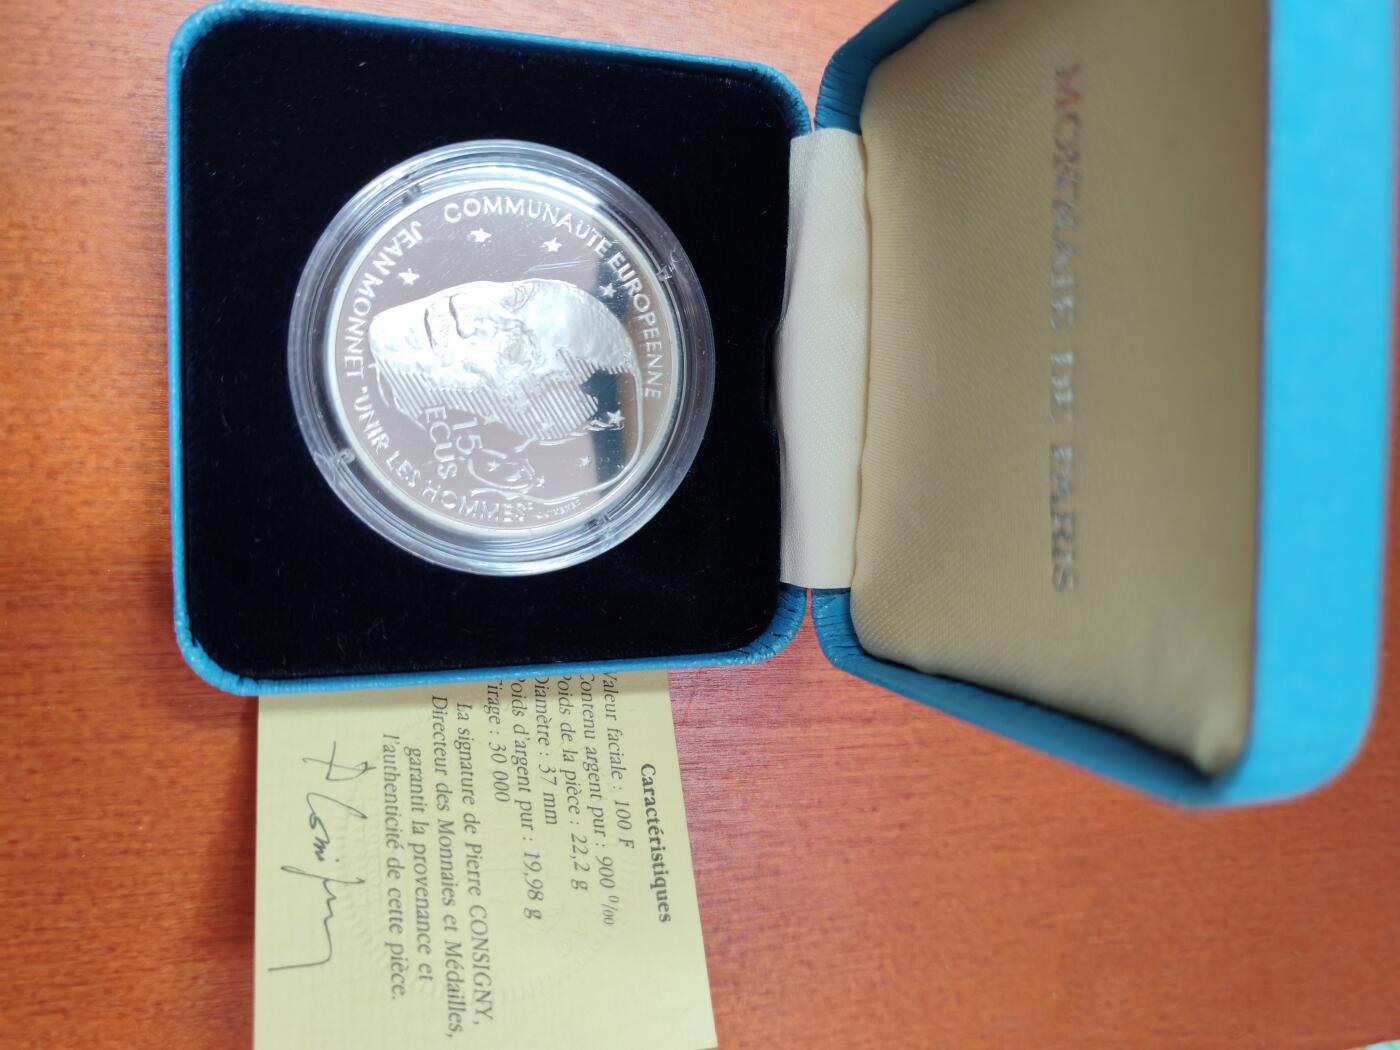 MONNAIE DE PARIS
COMMUNAUTE EUROPEENNE
JEAN MONNET "UNIR LES HOMMES"
15
ECUS
Caractéristiques
Valeur faciale : 100 F
Contenu argent pur : 900 ‰
Poids de la pièce : 22,2 g
Diamètre : 37 mm
Poids d'argent pur : 19,98 g
Tirage : 30 000
La signature de Pierre CONSIGNY,
Directeur des Monnaies et Médailles,
garantit la provenance et
l'authenticité de cette pièce.